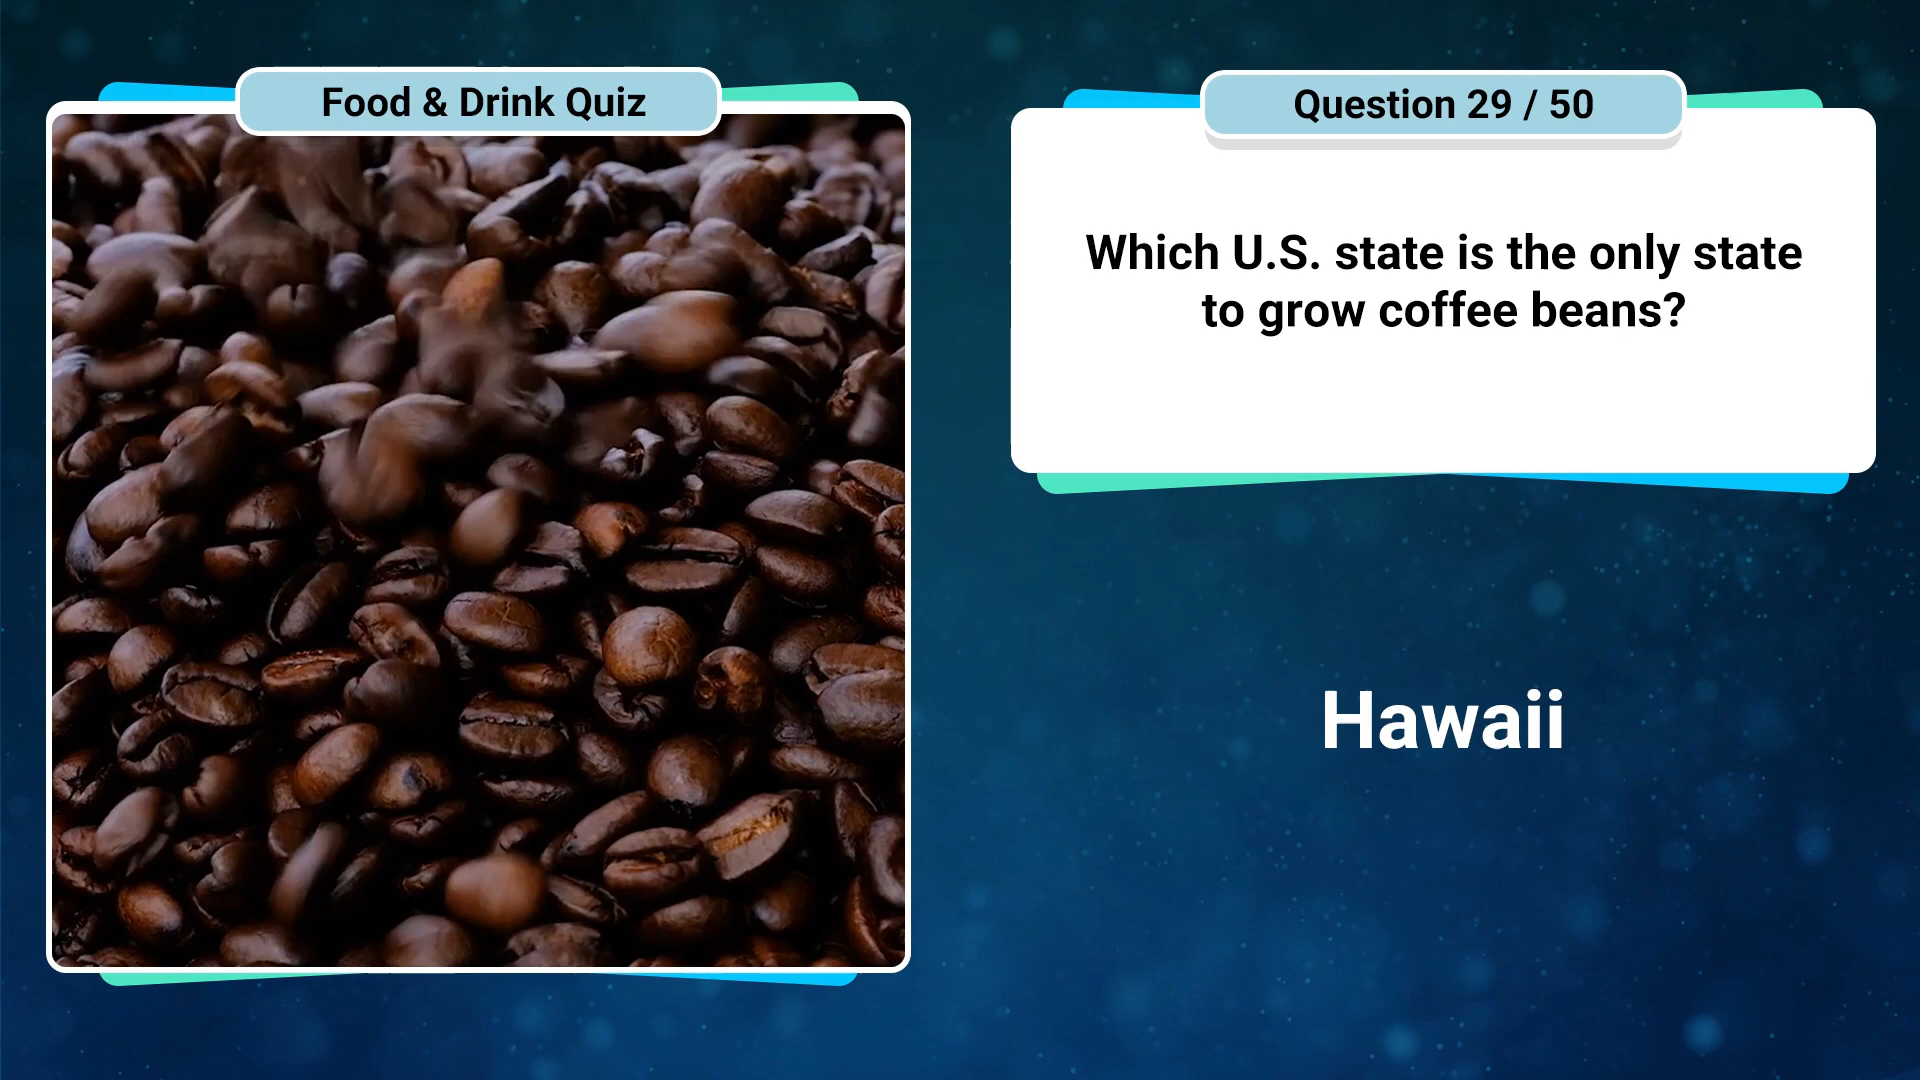 Food & Drink Quiz
Question 29 / 50
Which U.S. state is the only state
to grow coffee beans?
Hawaii